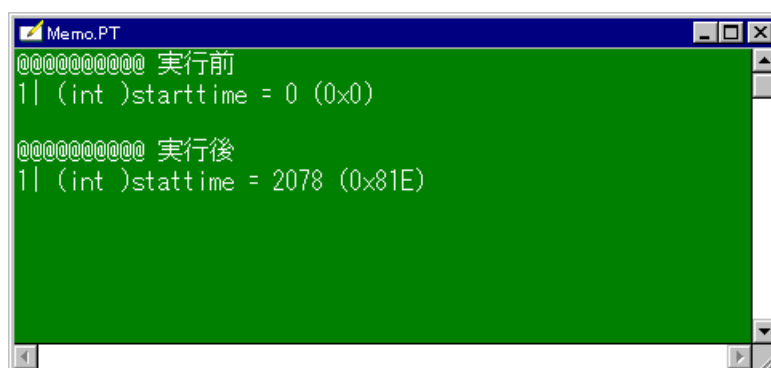 Memo.PT
@@@@@@@@@@ 実行前
1| (int )starttime = 0 (0x0)
@@@@@@@@@@ 実行後
1| (int )stattime = 2078 (0x81E)